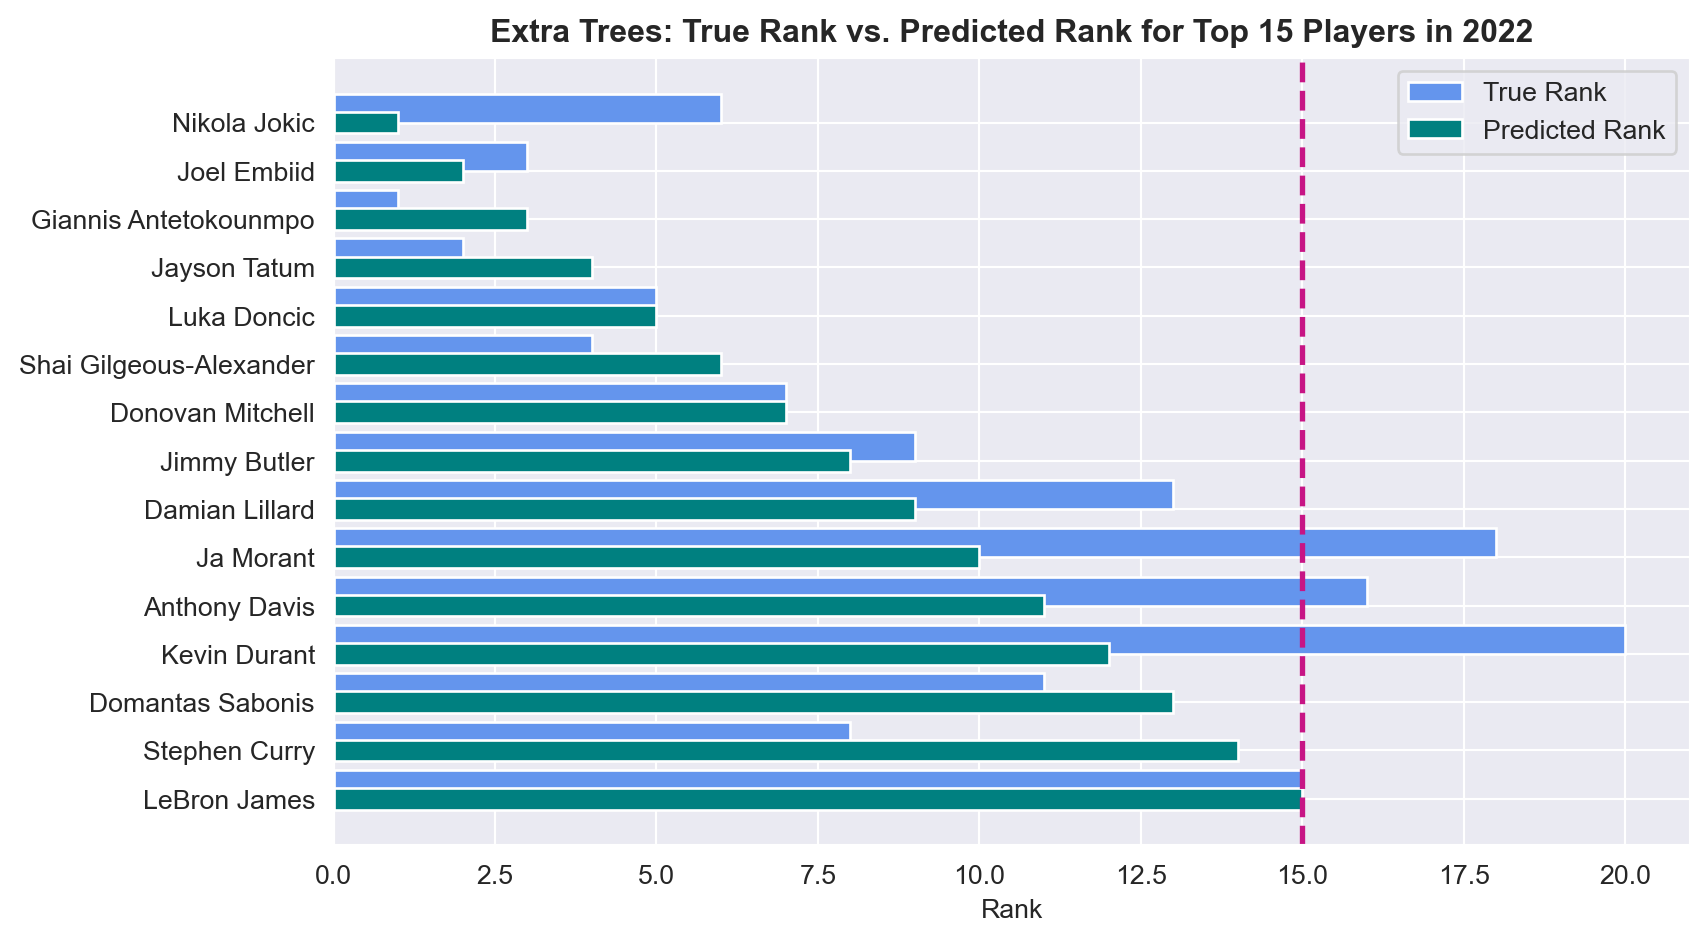 Extra Trees: True Rank vs. Predicted Rank for Top 15 Players in 2022
True Rank
Predicted Rank
Nikola Jokic
Joel Embiid
Giannis Antetokounmpo
Jayson Tatum
Luka Doncic
Shai Gilgeous-Alexander
Donovan Mitchell
Jimmy Butler
Damian Lillard
Ja Morant
Anthony Davis
Kevin Durant
Domantas Sabonis
Stephen Curry
LeBron James
0.0 2.5 5.0 7.5 10.0 12.5 15.0 17.5 20.0
Rank